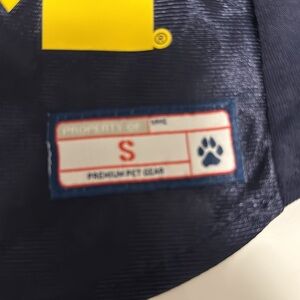 ®
PROPERTY OF
S
PREMIUM PET GEAR